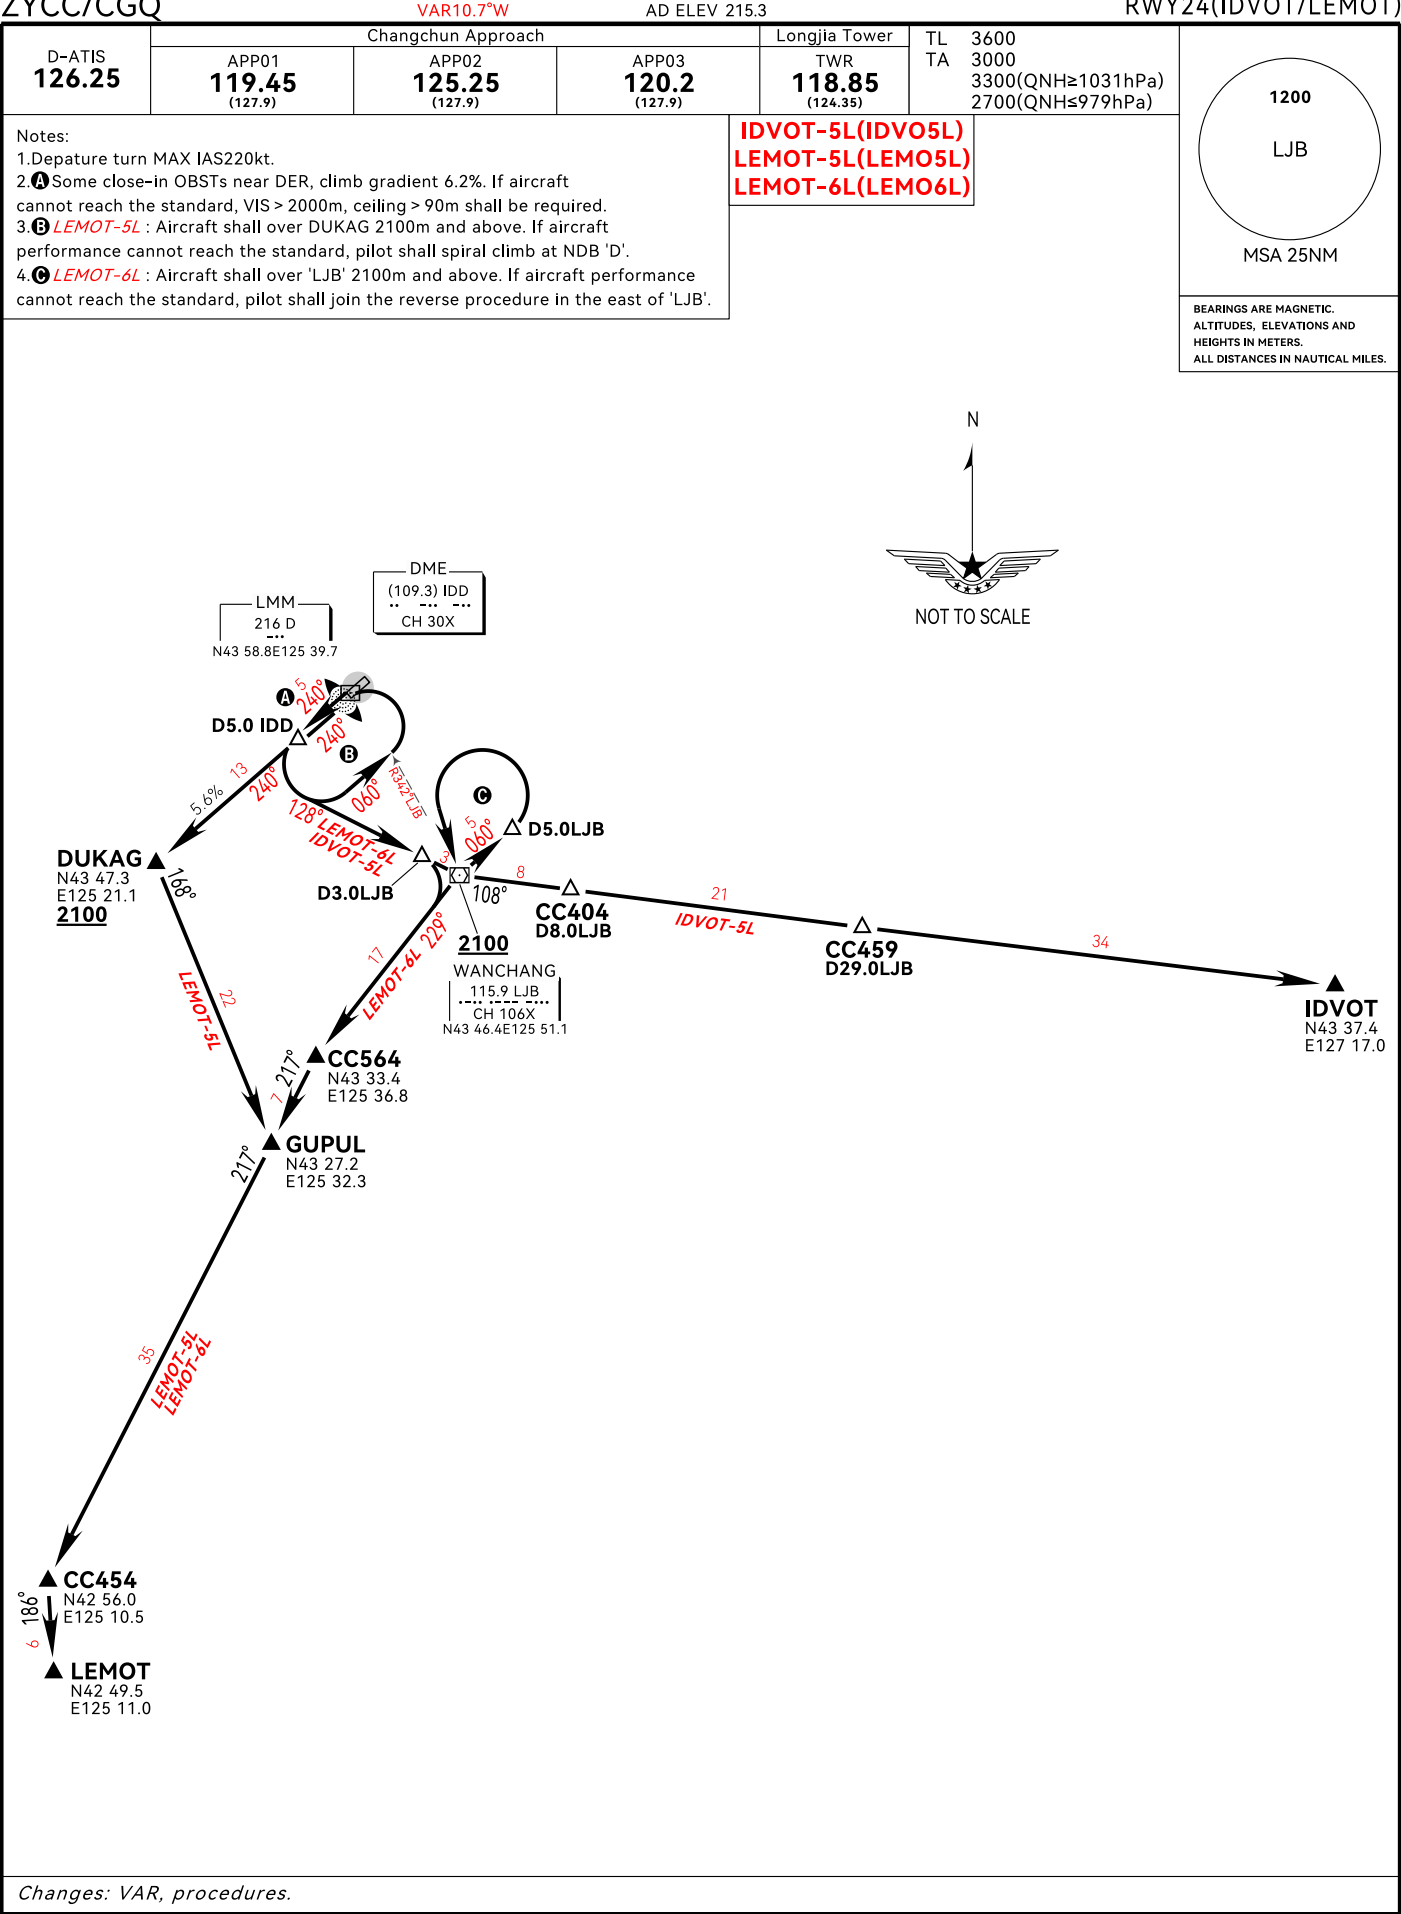 ZYCC/CGQ
VAR10.7°W
AD ELEV 215.3
RWY24(IDVOT/LEMOT)
D-ATIS
126.25
Changchun Approach
APP01
119.45
(127.9)
APP02
125.25
(127.9)
APP03
120.2
(127.9)
Longjia Tower
TWR
118.85
(124.35)
TL 3600
TA 3000
3300(QNH≥1031hPa)
2700(QNH≤979hPa)
1200
LJB
MSA 25NM
BEARINGS ARE MAGNETIC.
ALTITUDES, ELEVATIONS AND
HEIGHTS IN METERS.
ALL DISTANCES IN NAUTICAL MILES.
Notes:
1.Depature turn MAX IAS220kt.
2.A Some close-in OBSTs near DER, climb gradient 6.2%. If aircraft
cannot reach the standard, VIS > 2000m, ceiling > 90m shall be required.
3.B LEMOT-5L : Aircraft shall over DUKAG 2100m and above. If aircraft
performance cannot reach the standard, pilot shall spiral climb at NDB 'D'.
4.C LEMOT-6L : Aircraft shall over 'LJB' 2100m and above. If aircraft performance
cannot reach the standard, pilot shall join the reverse procedure in the east of 'LJB'.
IDVOT-5L(IDVO5L)
LEMOT-5L(LEMO5L)
LEMOT-6L(LEMO6L)
N
NOT TO SCALE
LMM
216 D
N43 58.8E125 39.7
DME
(109.3) IDD
CH 30X
A
5
240°
240°
D5.0 IDD
B
13
240°
5.6%
060°
R342°LJB
128° LEMOT-6L
IDVOT-5L
C
5
060°
D5.0LJB
DUKAG
N43 47.3
E125 21.1
2100
168°
D3.0LJB
3
108°
8
CC404
D8.0LJB
21
IDVOT-5L
CC459
D29.0LJB
34
IDVOT
N43 37.4
E127 17.0
2100
WANCHANG
115.9 LJB
CH 106X
N43 46.4E125 51.1
17
LEMOT-6L 229°
22
LEMOT-5L
CC564
N43 33.4
E125 36.8
217°
7
GUPUL
N43 27.2
E125 32.3
217°
35
LEMOT-5L
LEMOT-6L
CC454
N42 56.0
E125 10.5
186°
6
LEMOT
N42 49.5
E125 11.0
Changes: VAR, procedures.